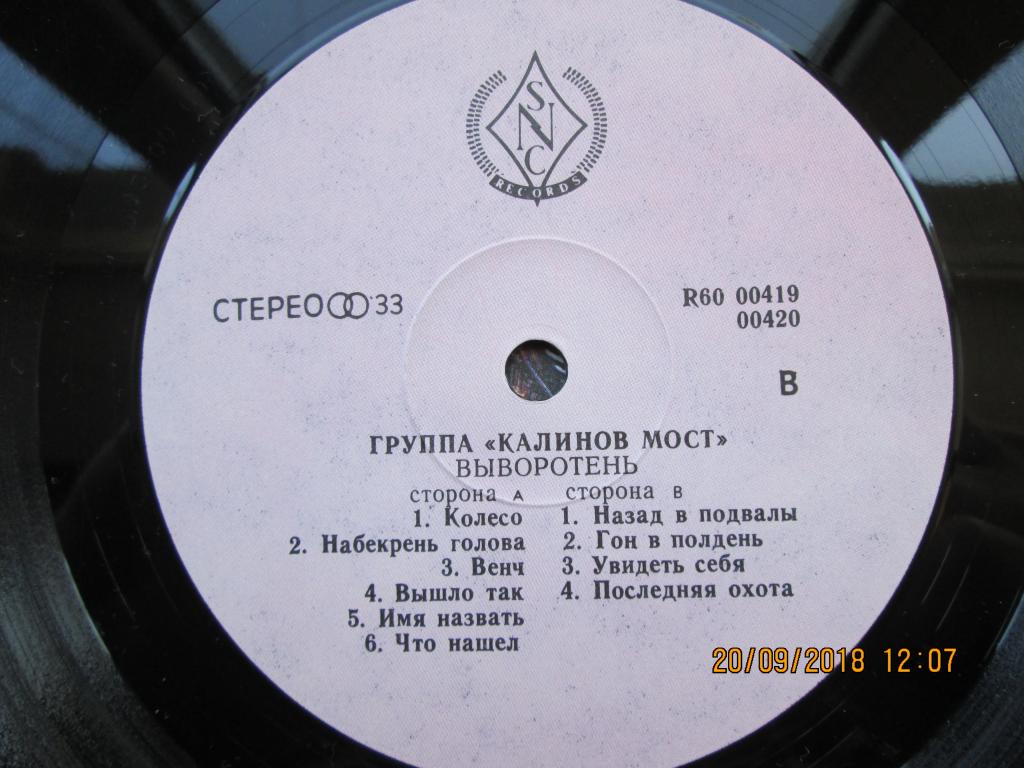 SNC
RECORDS
СТЕРЕО 33
R60 00419
00420
В
ГРУППА «КАЛИНОВ МОСТ»
ВЫВОРОТЕНЬ
сторона А
1. Колесо
2. Набекрень голова
3. Венч
4. Вышло так
5. Имя назвать
6. Что нашел
сторона В
1. Назад в подвалы
2. Гон в полдень
3. Увидеть себя
4. Последняя охота
20/09/2018 12:07